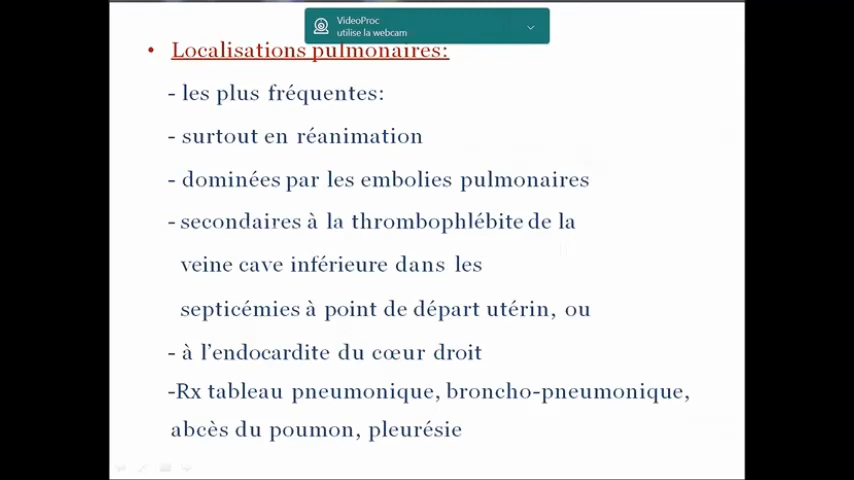 VideoProc
utilise la webcam
• Localisations pulmonaires:
- les plus fréquentes:
- surtout en réanimation
- dominées par les embolies pulmonaires
- secondaires à la thrombophlébite de la
veine cave inférieure dans les
septicémies à point de départ utérin, ou
- à l'endocardite du cœur droit
-Rx tableau pneumonique, broncho-pneumonique,
abcès du poumon, pleurésie